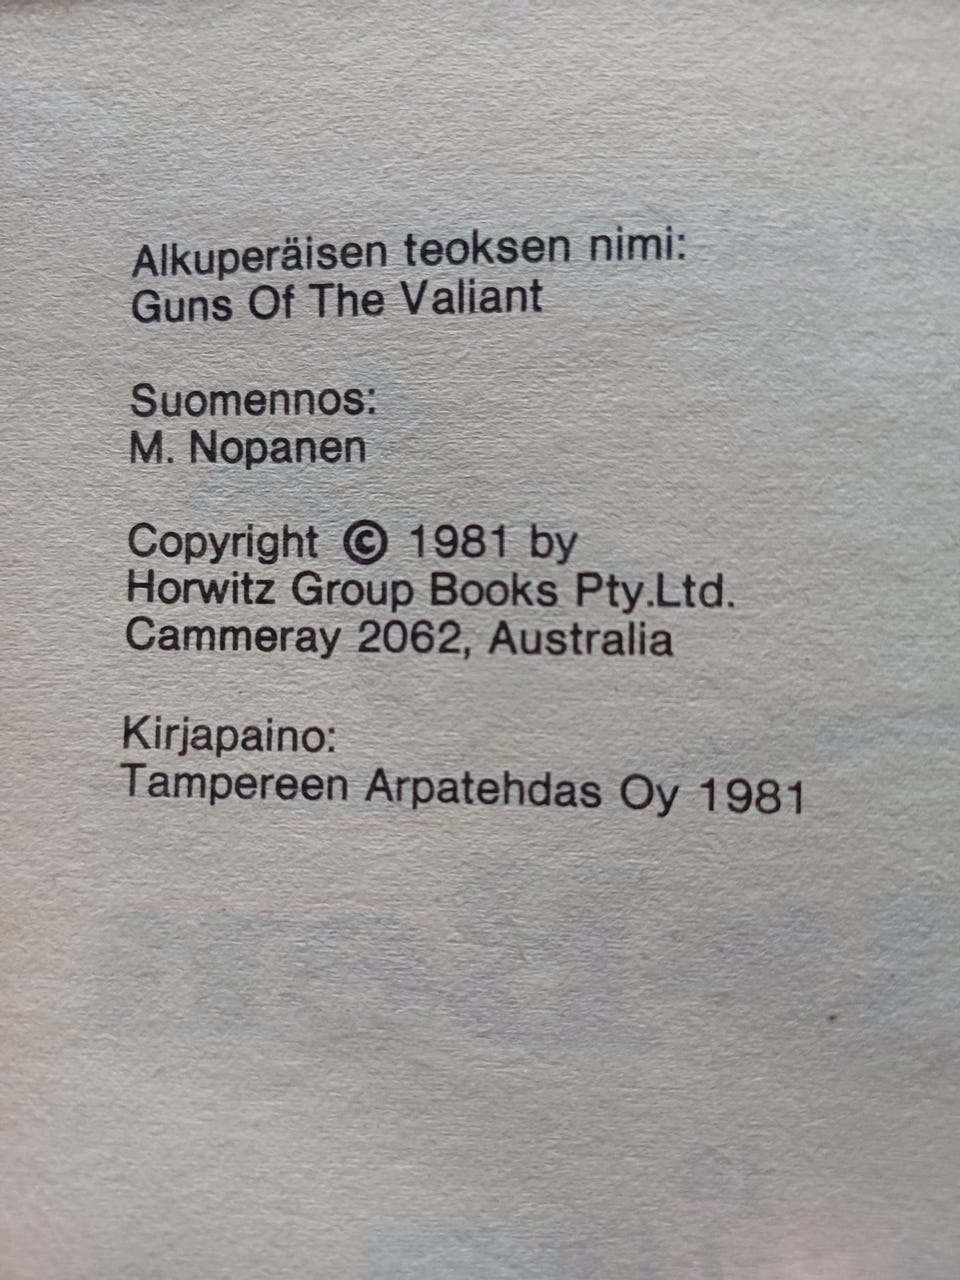 Alkuperäisen teoksen nimi:
Guns Of The Valiant
Suomennos:
M. Nopanen
Copyright © 1981 by
Horwitz Group Books Pty.Ltd.
Cammeray 2062, Australia
Kirjapaino:
Tampereen Arpatehdas Oy 1981